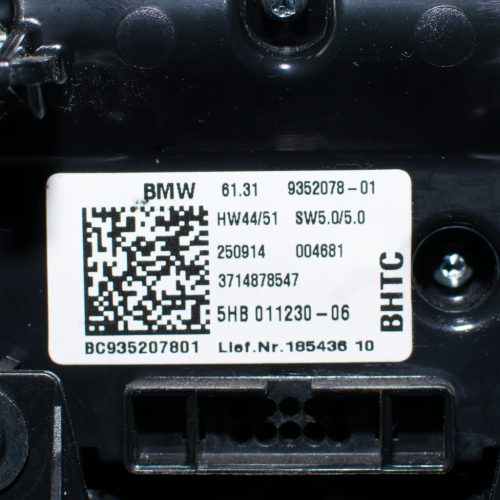 BMW 61.31 9352078-01
HW44/51 SW5.0/5.0
250914 004681
3714878547
5HB 011230-06
BC935207801 Lief.Nr.185436 10
BHTC